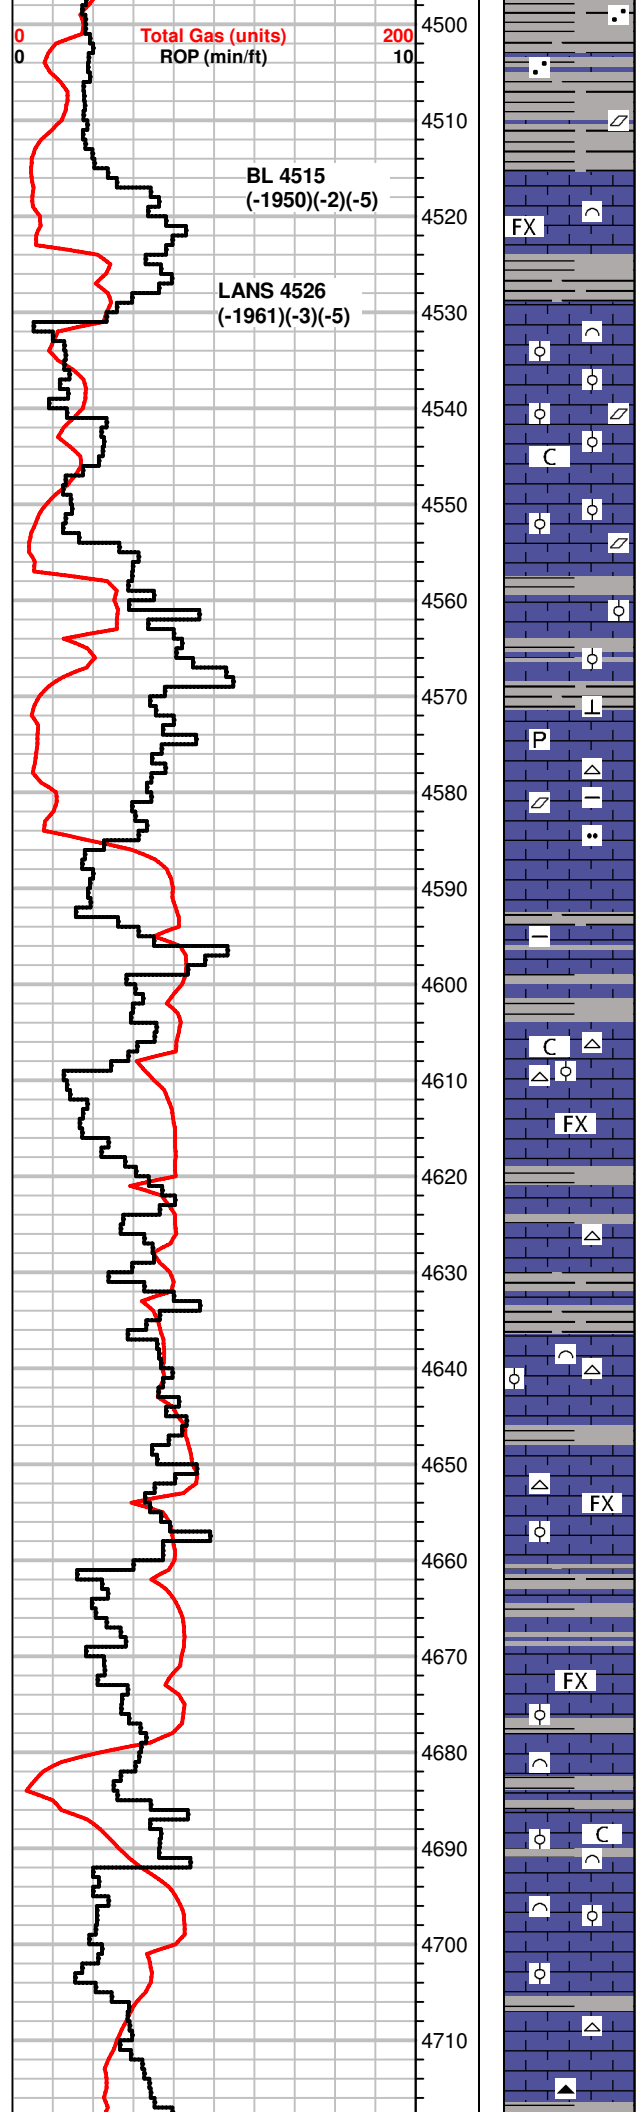 4500
0 Total Gas (units) 200
0 ROP (min/ft) 10
4510
BL 4515
(-1950)(-2)(-5)
4520
FX
LANS 4526
(-1961)(-3)(-5)
4530
4540
C
4550
4560
4570
P
4580
4590
4600
C
4610
FX
4620
4630
4640
4650
FX
4660
4670
FX
4680
C
4690
4700
4710